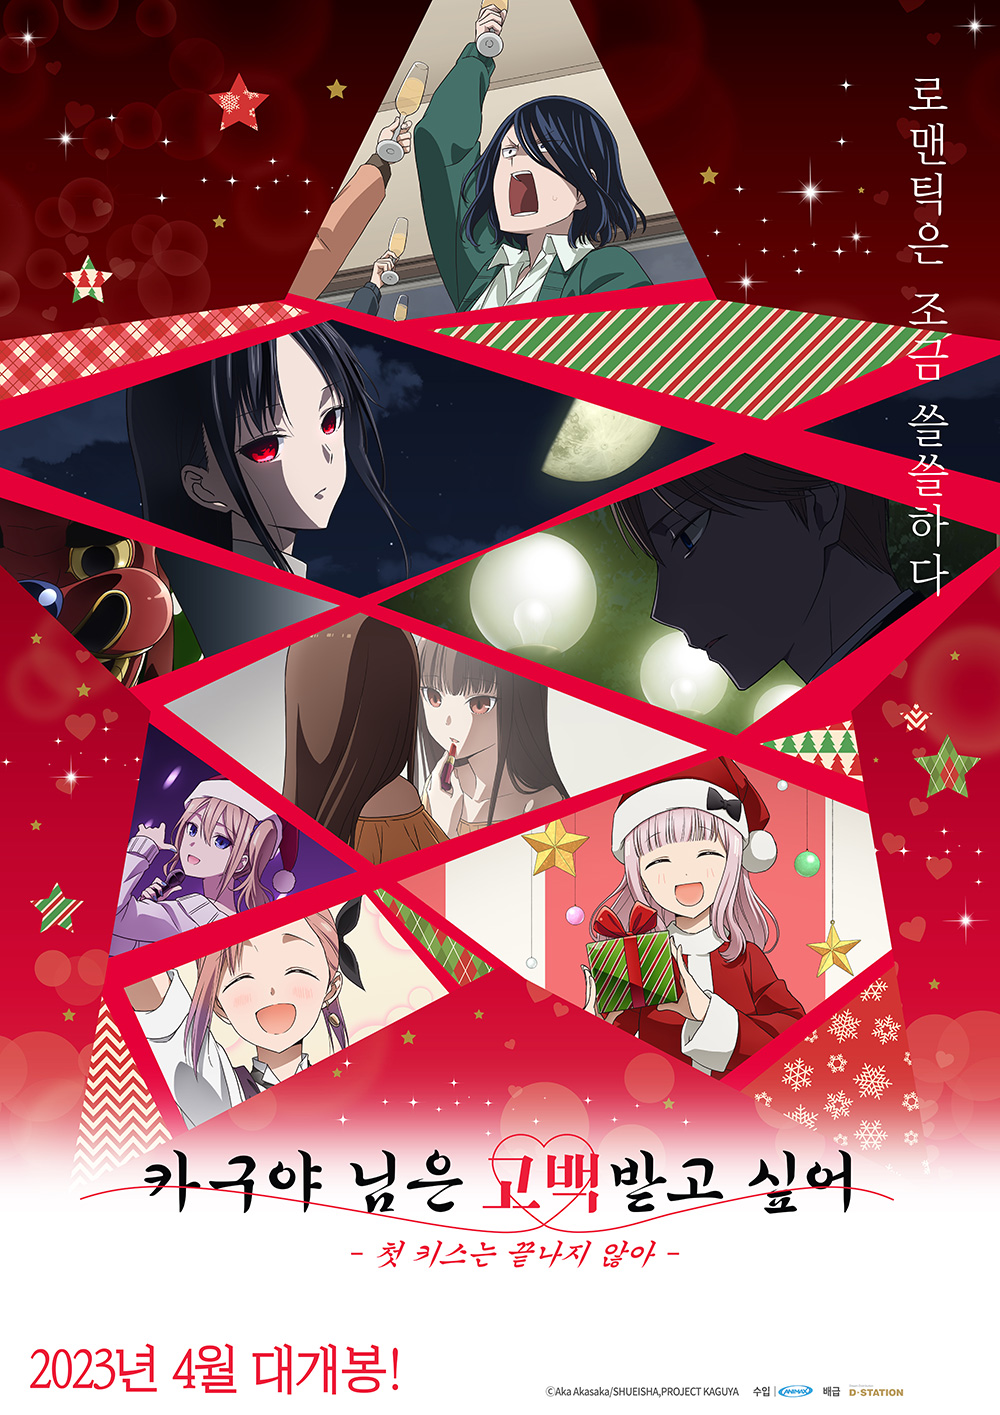 로맨틱은 조금 쓸쓸하다
카구야 님은 고백받고 싶어
- 첫 키스는 끝나지 않아 -
2023년 4월 대개봉!
©Aka Akasaka/SHUEISHA,PROJECT KAGUYA 수입 | ANIMAX 배급 D·STATION